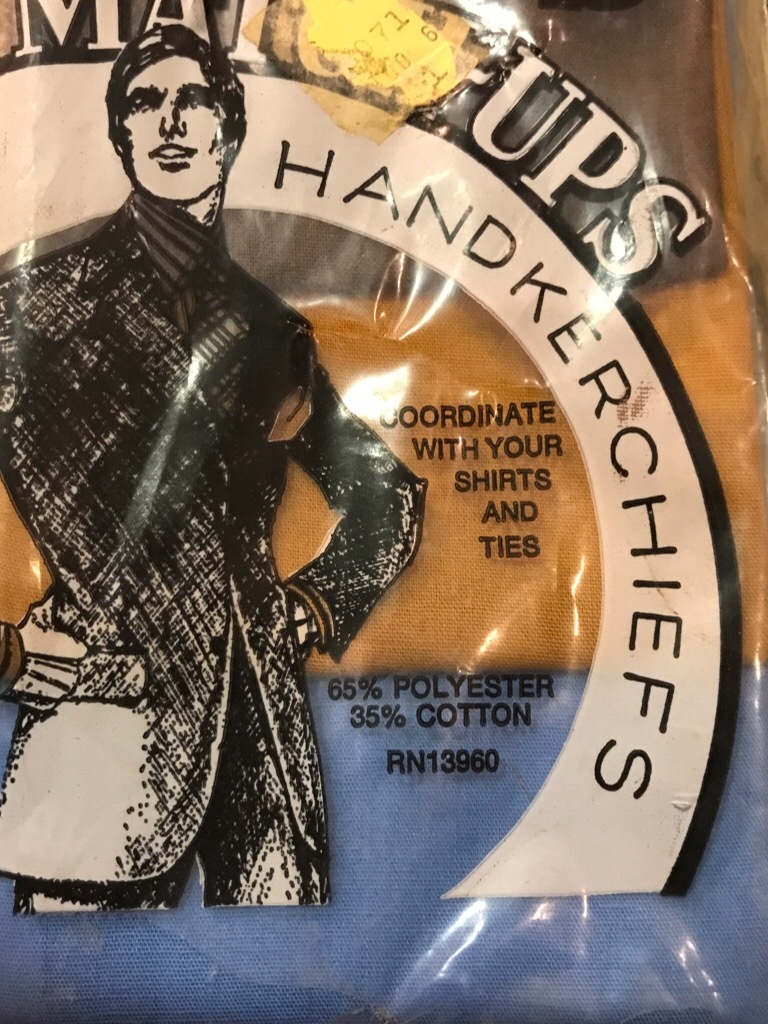 UPS
HANDKERCHIEFS
COORDINATE
WITH YOUR
SHIRTS
AND
TIES
65% POLYESTER
35% COTTON
RN13960